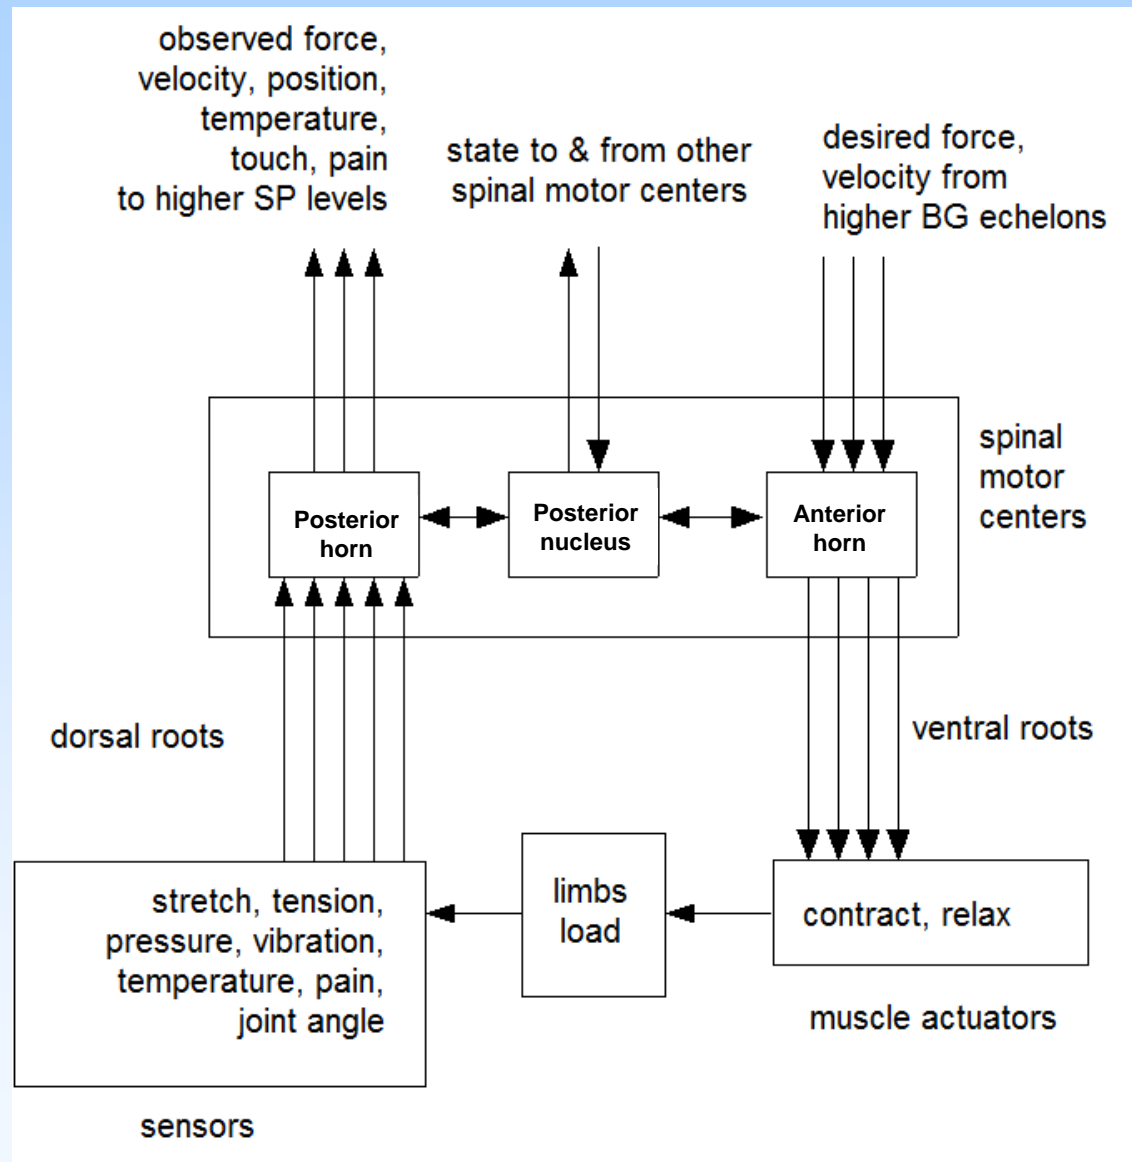 observed force,
velocity, position,
temperature,
touch, pain
to higher SP levels
state to & from other
spinal motor centers
desired force,
velocity from
higher BG echelons
spinal
motor
centers
Posterior
horn
Posterior
nucleus
Anterior
horn
dorsal roots
ventral roots
stretch, tension,
pressure, vibration,
temperature, pain,
joint angle
limbs
load
contract, relax
muscle actuators
sensors